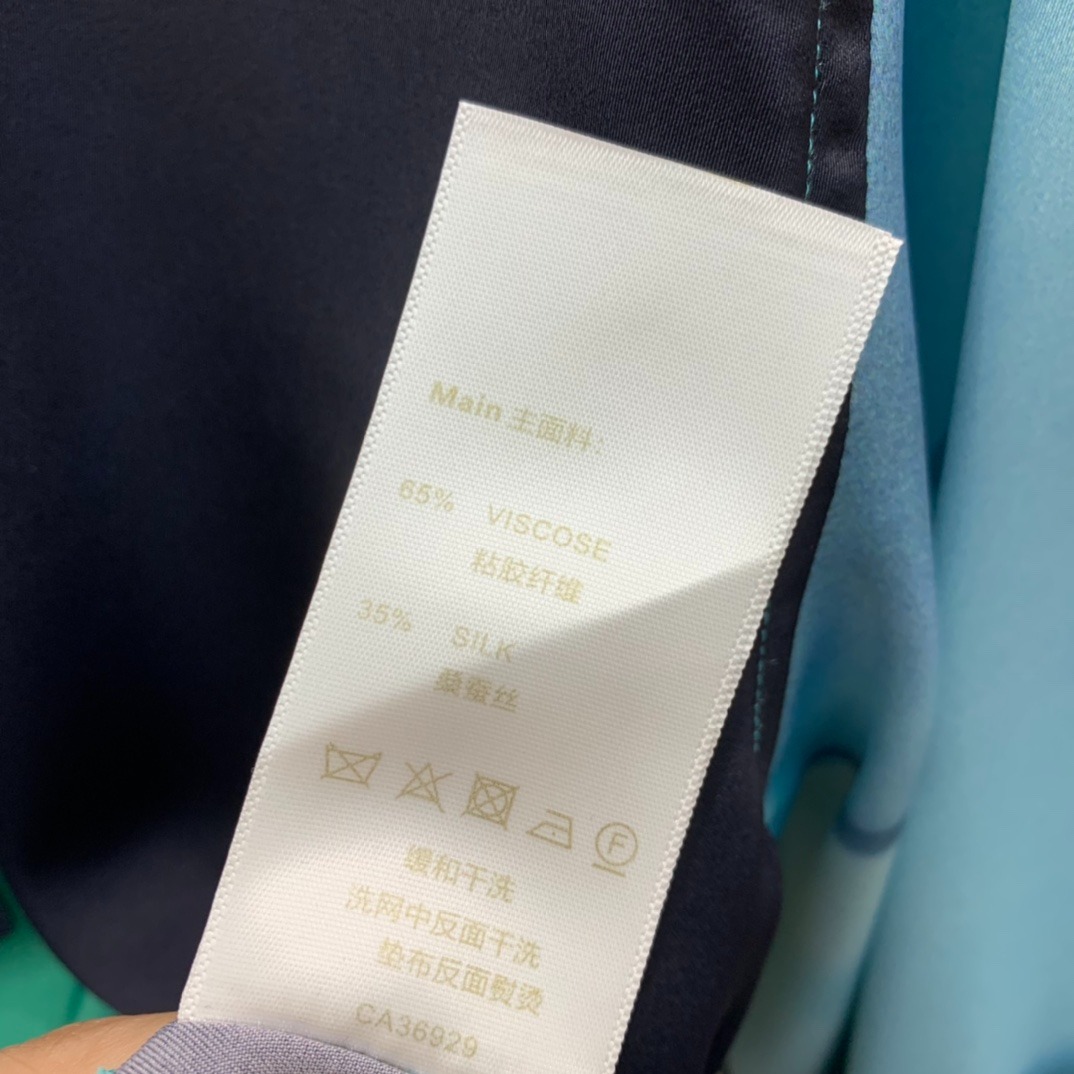 Main 主面料:
65% VISCOSE
粘胶纤维
35% SILK
桑蚕丝
F
缓和干洗
洗网中反面干洗
垫布反面熨烫
CA36929